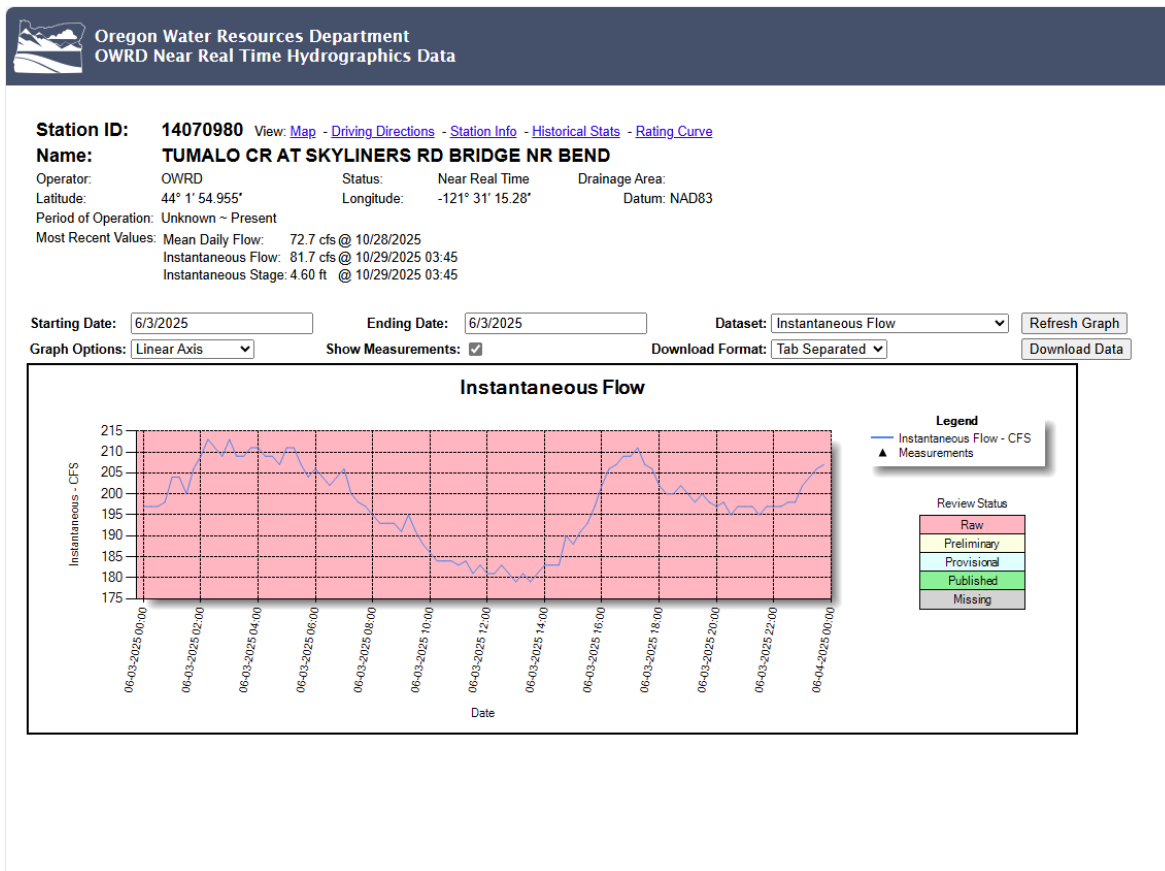 Oregon Water Resources Department
OWRD Near Real Time Hydrographics Data
Station ID: 14070980 View: Map - Driving Directions - Station Info - Historical Stats - Rating Curve
Name: TUMALO CR AT SKYLINERS RD BRIDGE NR BEND
Operator: OWRD Status: Near Real Time Drainage Area:
Latitude: 44° 1' 54.955" Longitude: -121° 31' 15.28" Datum: NAD83
Period of Operation: Unknown ~ Present
Most Recent Values: Mean Daily Flow: 72.7 cfs @ 10/28/2025
Instantaneous Flow: 81.7 cfs @ 10/29/2025 03:45
Instantaneous Stage: 4.60 ft @ 10/29/2025 03:45
Starting Date: 6/3/2025 Ending Date: 6/3/2025 Dataset: Instantaneous Flow Refresh Graph
Graph Options: Linear Axis Show Measurements: Download Format: Tab Separated Download Data
Instantaneous Flow
Instantaneous - CFS
215
210
205
200
195
190
185
180
175
06-03-2025 00:00
06-03-2025 02:00
06-03-2025 04:00
06-03-2025 06:00
06-03-2025 08:00
06-03-2025 10:00
06-03-2025 12:00
06-03-2025 14:00
06-03-2025 16:00
06-03-2025 18:00
06-03-2025 20:00
06-03-2025 22:00
06-04-2025 00:00
Date
Legend
Instantaneous Flow - CFS
Measurements
Review Status
Raw
Preliminary
Provisional
Published
Missing